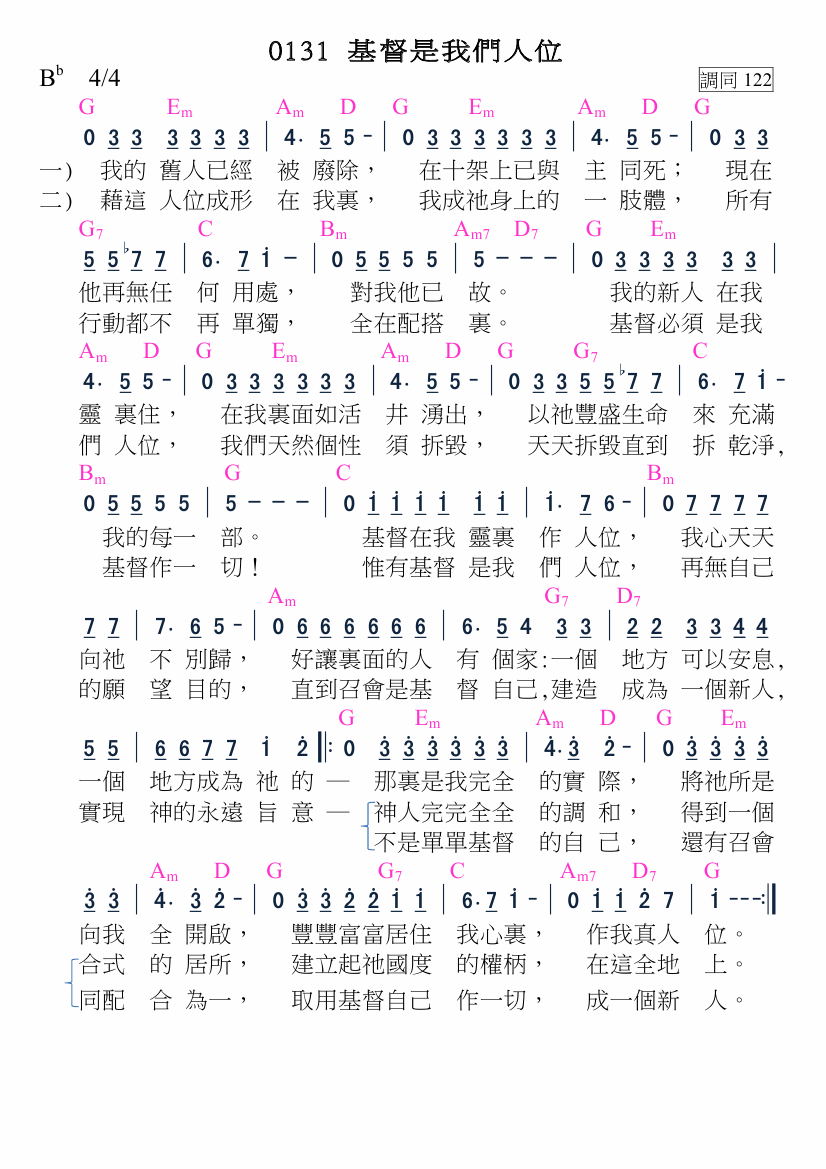 0131 基督是我們人位
B♭ 4/4 調同 122
G Em Am D G Em Am D G
0 3 3 3 3 3 3 | 4· 5 5 - | 0 3 3 3 3 3 3 | 4· 5 5 - | 0 3 3
一) 我的 舊人已經 被 廢除， 在十架上已與 主 同死； 現在
二) 藉這 人位成形 在 我裏， 我成祂身上的 一 肢體， 所有
G7 C Bm Am7 D7 G Em
5 5 ♭7 7 | 6· 7 i̇ - | 0 5 5 5 5 | 5 - - - | 0 3 3 3 3 3 3 |
他再無任 何 用處， 對我他已 故。 我的新人 在我
行動都不 再 單獨， 全在配搭 裏。 基督必須 是我
Am D G Em Am D G G7 C
4· 5 5 - | 0 3 3 3 3 3 3 | 4· 5 5 - | 0 3 3 5 5 ♭7 7 | 6· 7 i̇ -
靈 裏住， 在我裏面如活 井 湧出， 以祂豐盛生命 來 充滿
們 人位， 我們天然個性 須 拆毀， 天天拆毀直到 拆 乾淨,
Bm G C Bm
0 5 5 5 5 | 5 - - - | 0 i̇ i̇ i̇ i̇ i̇ i̇ | i̇· 7 6 - | 0 7 7 7 7
我的每一 部。 基督在我 靈裏 作 人位， 我心天天
基督作一 切！ 惟有基督 是我 們 人位， 再無自己
Am G7 D7
7 7 | 7· 6 5 - | 0 6 6 6 6 6 6 | 6· 5 4 3 3 | 2 2 3 3 4 4
向祂 不 別歸， 好讓裏面的人 有 個家:一個 地方 可以安息,
的願 望 目的， 直到召會是基 督 自己,建造 成為 一個新人,
G Em Am D G Em
5 5 | 6 6 7 7 i̇ 2̇ ‖: 0 3̇ 3̇ 3̇ 3̇ 3̇ 3̇ | 4̇·3̇ 2̇ - | 0 3̇ 3̇ 3̇ 3̇
一個 地方成為 祂 的 — 那裏是我完全 的實 際， 將祂所是
實現 神的永遠 旨 意 — 神人完完全全 的調 和， 得到一個
不是單單基督 的自 己， 還有召會
Am D G G7 C Am7 D7 G
3̇ 3̇ | 4̇· 3̇ 2̇ - | 0 3̇ 3̇ 2̇ 2̇ i̇ i̇ | 6·7 i̇ - | 0 i̇ i̇ 2̇ 7 | i̇ - - - :‖
向我 全 開啟， 豐豐富富居住 我心裏， 作我真人 位。
合式 的 居所， 建立起祂國度 的權柄， 在這全地 上。
同配 合 為一， 取用基督自己 作一切， 成一個新 人。